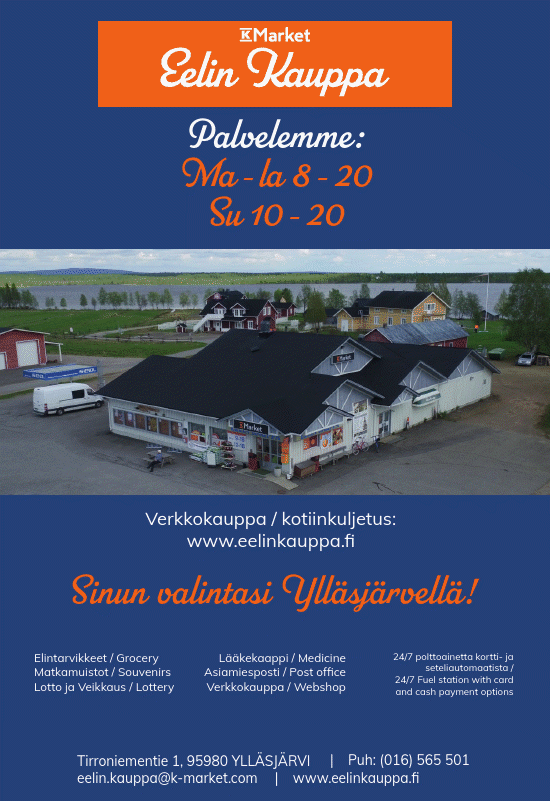 KMarket
Eelin Kauppa
Palvelemme:
Ma - la 8 - 20
Su 10 - 20
K Market
K Market
Verkkokauppa / kotiinkuljetus:
www.eelinkauppa.fi
Sinun valintasi Ylläsjärvellä!
Elintarvikkeet / Grocery
Matkamuistot / Souvenirs
Lotto ja Veikkaus / Lottery
Lääkekaappi / Medicine
Asiamiesposti / Post office
Verkkokauppa / Webshop
24/7 polttoainetta kortti- ja
seteliautomaatista /
24/7 Fuel station with card
and cash payment options
Tirroniementie 1, 95980 YLLÄSJÄRVI | Puh: (016) 565 501
eelin.kauppa@k-market.com | www.eelinkauppa.fi